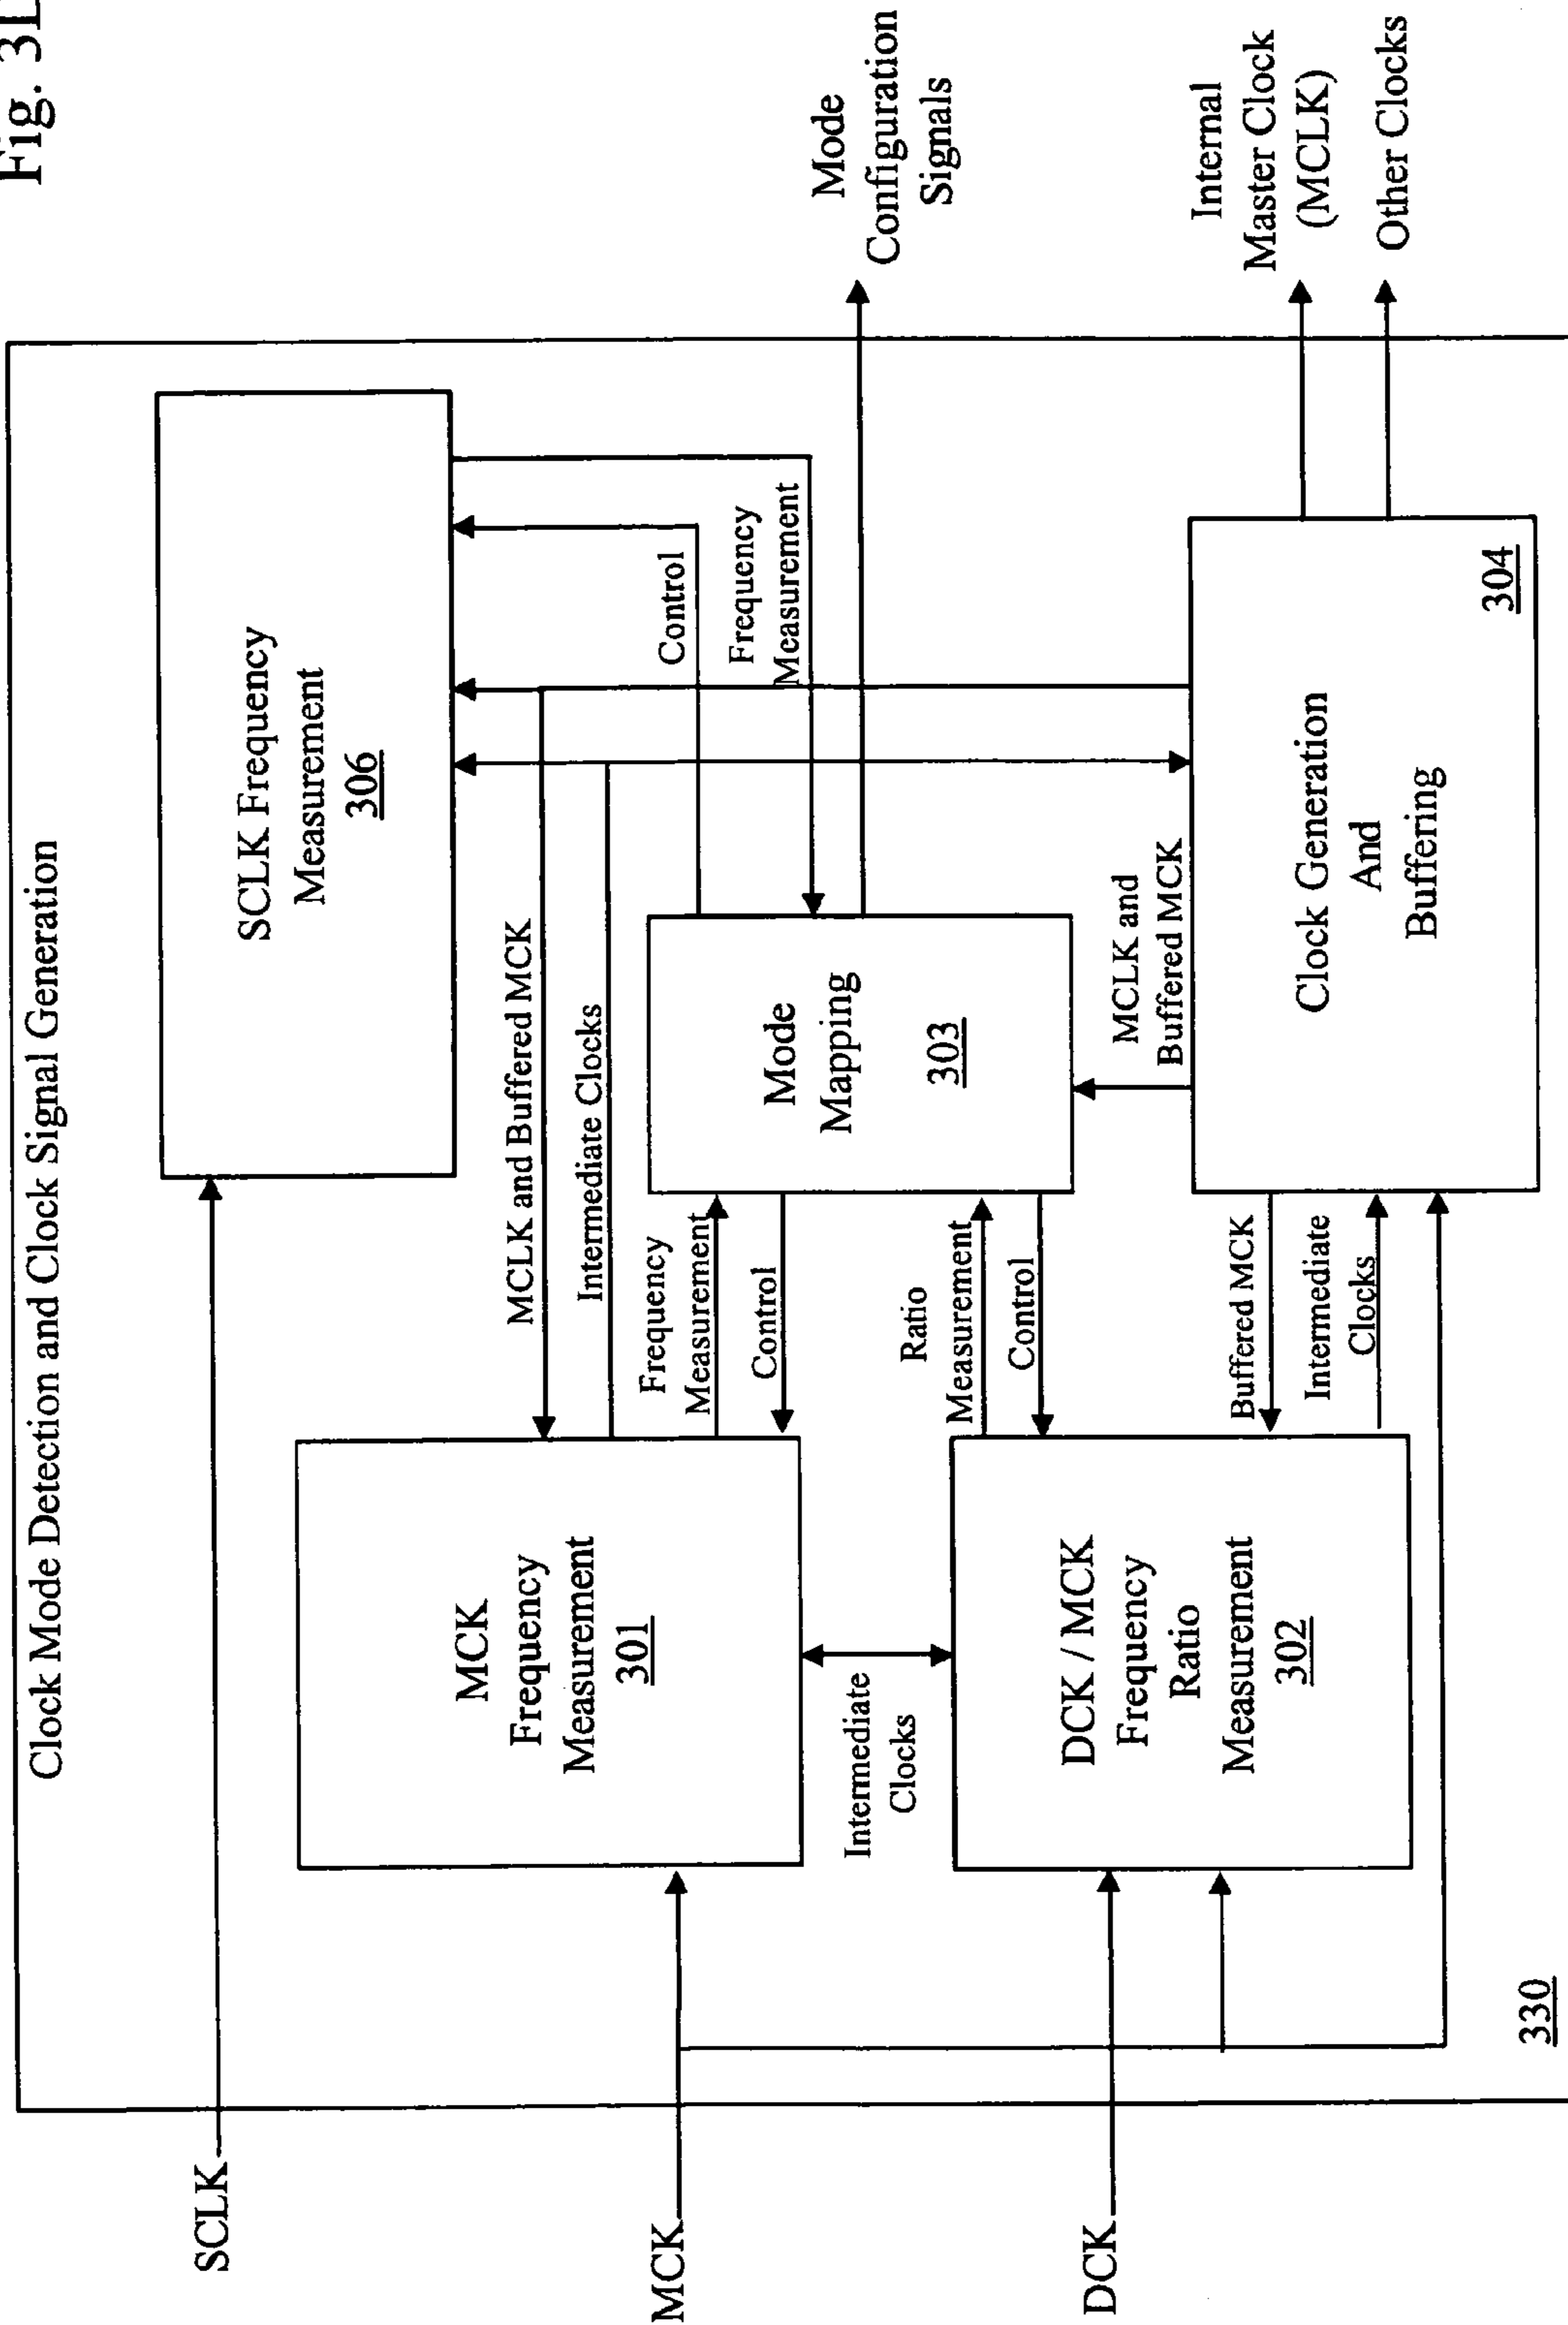 Fig. 3
Clock Mode Detection and Clock Signal Generation
SCLK
SCLK Frequency
Measurement
306
MCLK and Buffered MCK
Intermediate Clocks
Control
Frequency
Measurement
Mode
Configuration
Signals
MCK
MCK
Frequency
Measurement
301
Frequency
Measurement
Control
Mode
Mapping
303
Intermediate
Clocks
Ratio
Measurement
Control
MCLK and
Buffered MCK
DCK
DCK / MCK
Frequency
Ratio
Measurement
302
Buffered MCK
Intermediate
Clocks
Clock Generation
And
Buffering
304
Internal
Master Clock
(MCLK)
Other Clocks
330